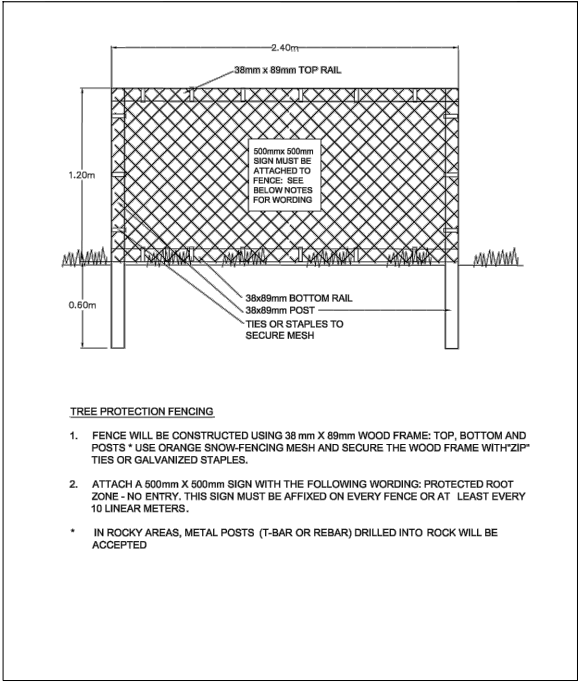 2.40m
38mm x 89mm TOP RAIL
500mmx 500mm
SIGN MUST BE
ATTACHED TO
FENCE: SEE
BELOW NOTES
FOR WORDING
1.20m
0.60m
38x89mm BOTTOM RAIL
38x89mm POST
TIES OR STAPLES TO
SECURE MESH
TREE PROTECTION FENCING
1. FENCE WILL BE CONSTRUCTED USING 38 mm X 89mm WOOD FRAME: TOP, BOTTOM AND
POSTS * USE ORANGE SNOW-FENCING MESH AND SECURE THE WOOD FRAME WITH"ZIP"
TIES OR GALVANIZED STAPLES.
2. ATTACH A 500mm X 500mm SIGN WITH THE FOLLOWING WORDING: PROTECTED ROOT
ZONE - NO ENTRY. THIS SIGN MUST BE AFFIXED ON EVERY FENCE OR AT LEAST EVERY
10 LINEAR METERS.
* IN ROCKY AREAS, METAL POSTS (T-BAR OR REBAR) DRILLED INTO ROCK WILL BE
ACCEPTED